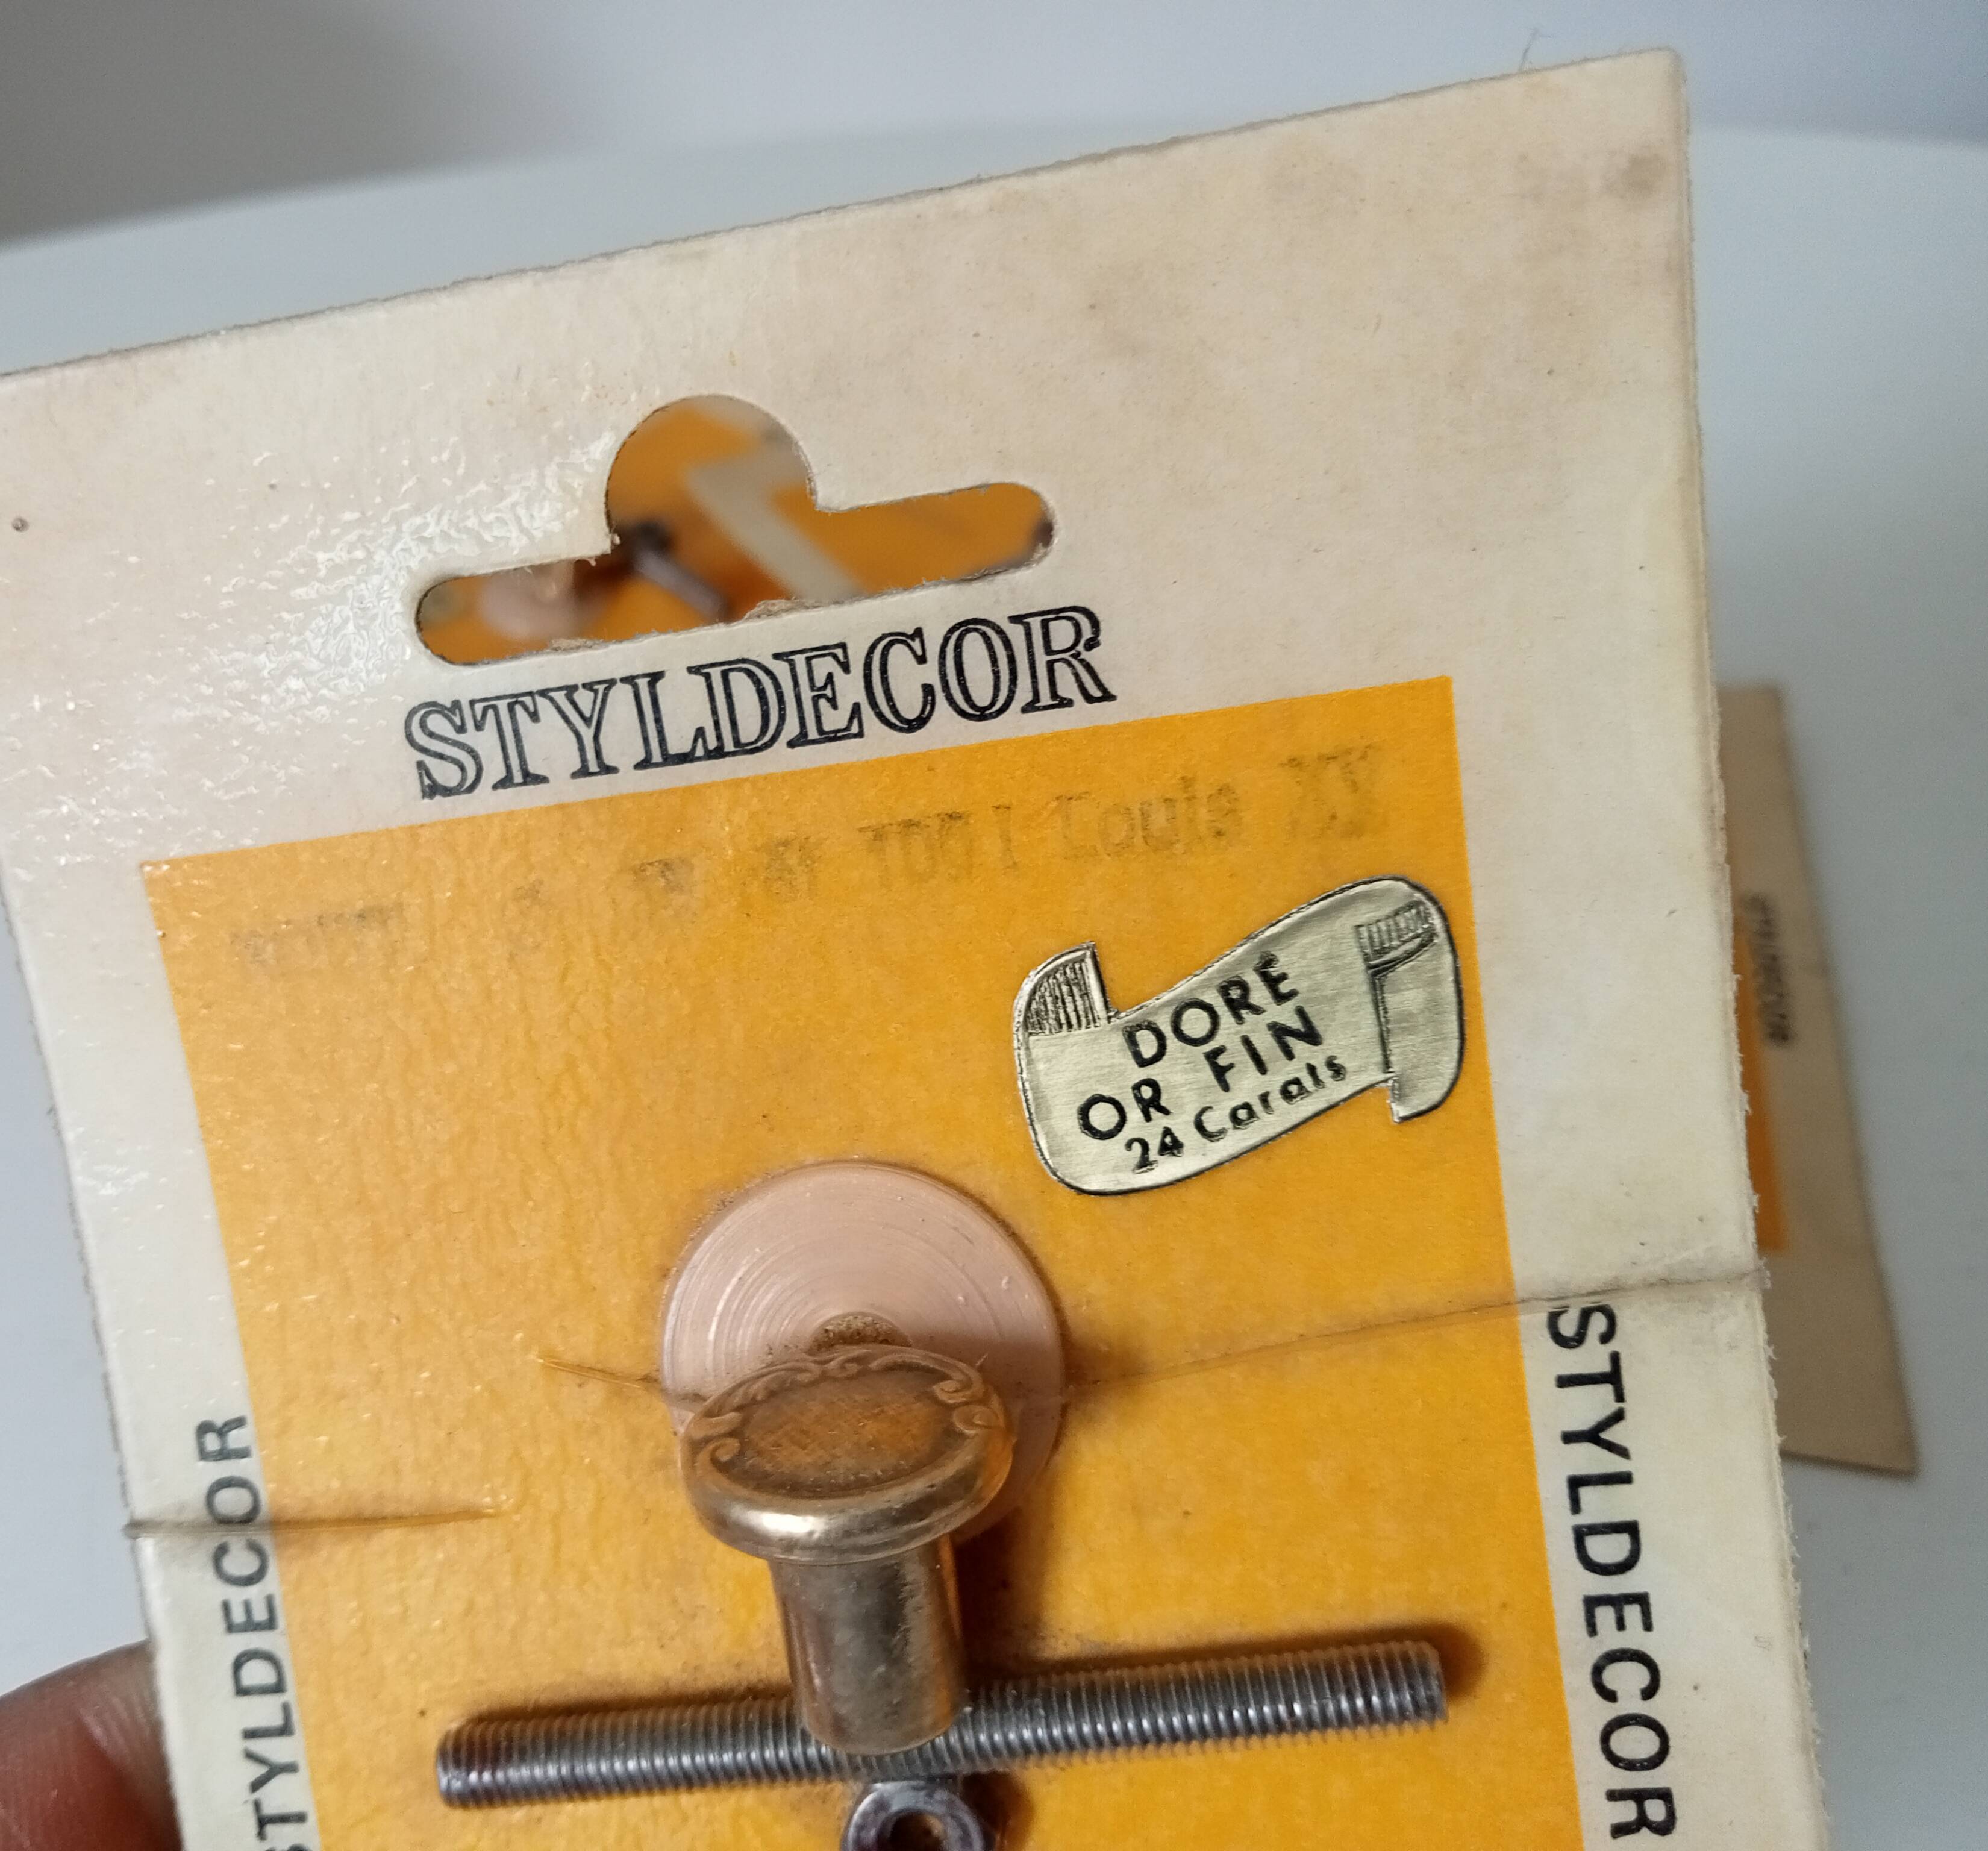 STYLDECOR
Louis XV
DORE
OR FIN
24 Carats
STYLDECOR
STYLDECOR